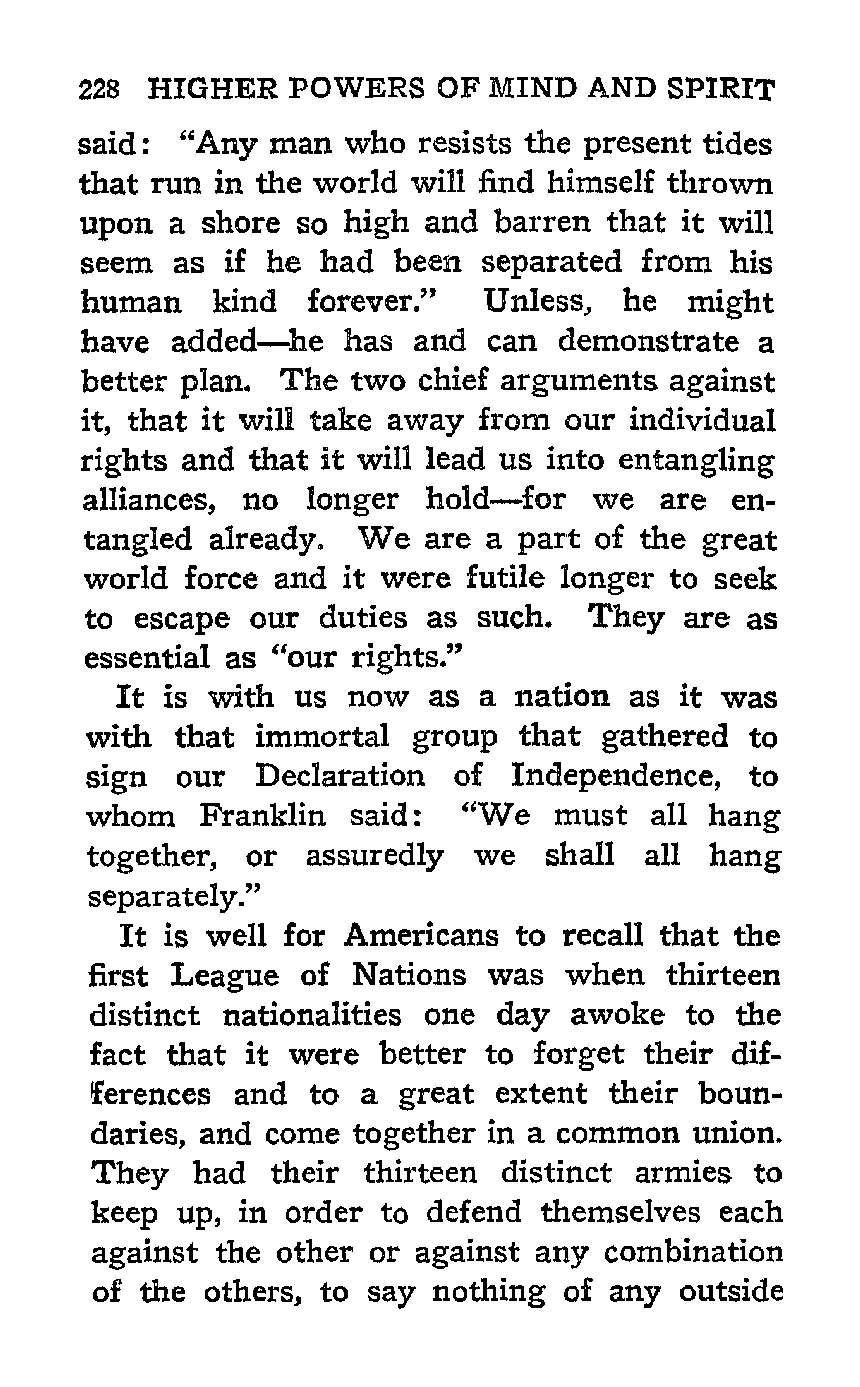 228 HIGHER POWERS OF MIND AND SPIRIT
said: “Any man who resists the present tides
that run in the world will find himself thrown
upon a shore so high and barren that it will
seem as if he had been separated from his
human kind forever.” Unless, he might
have added—he has and can demonstrate a
better plan. The two chief arguments against
it, that it will take away from our individual
rights and that it will lead us into entangling
alliances, no longer hold—for we are en-
tangled already. We are a part of the great
world force and it were futile longer to seek
to escape our duties as such. They are as
essential as “our rights.”
It is with us now as a nation as it was
with that immortal group that gathered to
sign our Declaration of Independence, to
whom Franklin said: “We must all hang
together, or assuredly we shall all hang
separately.”
It is well for Americans to recall that the
first League of Nations was when thirteen
distinct nationalities one day awoke to the
fact that it were better to forget their dif-
ferences and to a great extent their boun-
daries, and come together in a common union.
They had their thirteen distinct armies to
keep up, in order to defend themselves each
against the other or against any combination
of the others, to say nothing of any outside